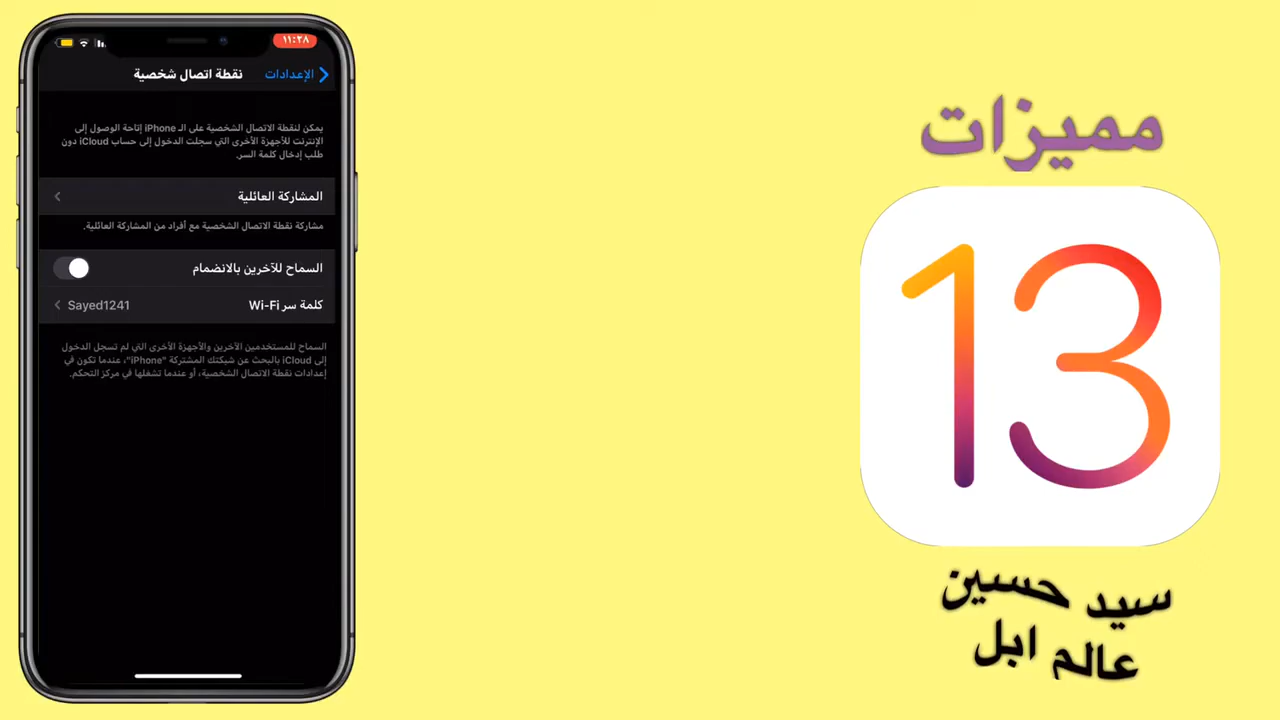 ١١:٢٨
الإعدادات
نقطة اتصال شخصية
يمكن لنقطة الاتصال الشخصية على الـ iPhone إتاحة الوصول إلى
الإنترنت للأجهزة الأخرى التي سجلت الدخول إلى حساب iCloud دون
طلب إدخال كلمة السر.
المشاركة العائلية
مشاركة نقطة الاتصال الشخصية مع أفراد من المشاركة العائلية.
السماح للآخرين بالانضمام
كلمة سر Wi-Fi Sayed1241
السماح للمستخدمين الآخرين والأجهزة الأخرى التي لم تسجل الدخول
إلى iCloud بالبحث عن شبكتك المشتركة "iPhone"، عندما تكون في
إعدادات نقطة الاتصال الشخصية، أو عندما تشغلها في مركز التحكم.
مميزات
13
سيد حسين
عالم ابل